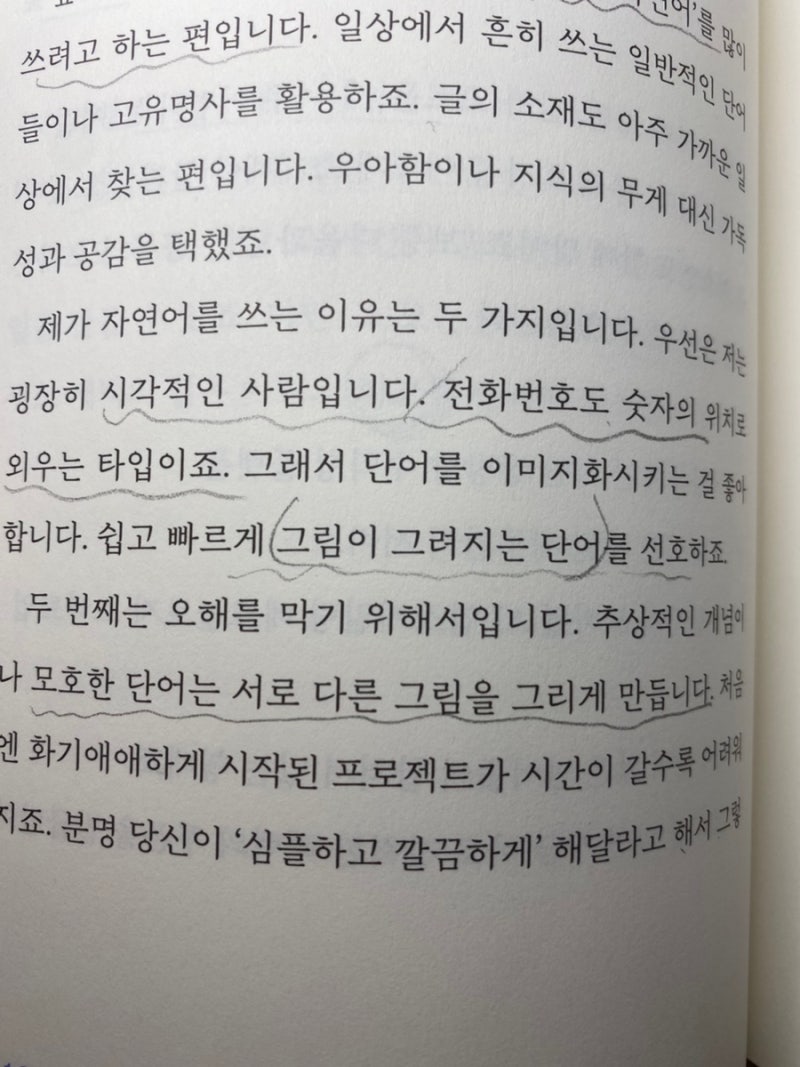 언어'를 많이
쓰려고 하는 편입니다. 일상에서 흔히 쓰는 일반적인 단어
들이나 고유명사를 활용하죠. 글의 소재도 아주 가까운 일
상에서 찾는 편입니다. 우아함이나 지식의 무게 대신 가독
성과 공감을 택했죠.
제가 자연어를 쓰는 이유는 두 가지입니다. 우선은 저는
굉장히 시각적인 사람입니다. 전화번호도 숫자의 위치로
외우는 타입이죠. 그래서 단어를 이미지화시키는 걸 좋아
합니다. 쉽고 빠르게 그림이 그려지는 단어를 선호하죠.
두 번째는 오해를 막기 위해서입니다. 추상적인 개념이
나 모호한 단어는 서로 다른 그림을 그리게 만듭니다. 처음
엔 화기애애하게 시작된 프로젝트가 시간이 갈수록 어려워
지죠. 분명 당신이 ‘심플하고 깔끔하게’ 해달라고 해서 그렇